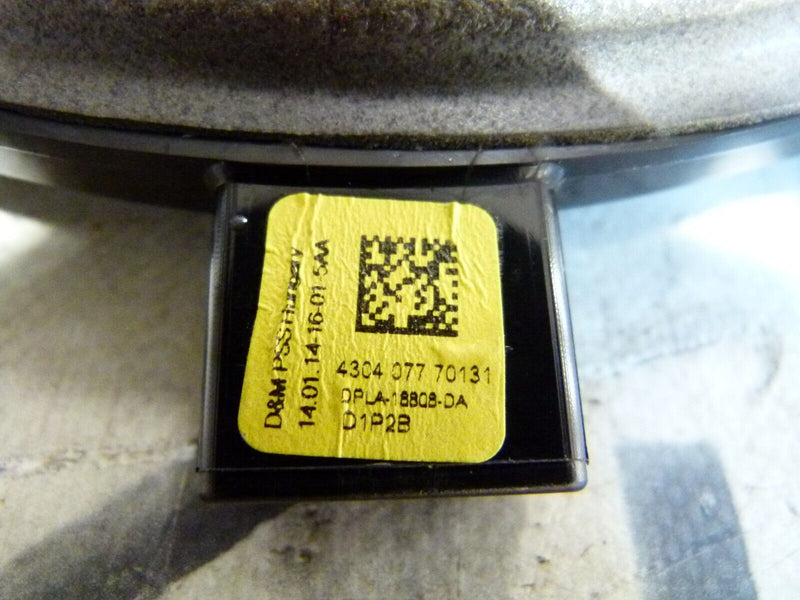 D&M PSS Hungary
14.01.14-16-01-5AA
4304 077 70131
DPLA-18808-DA
D1P2B